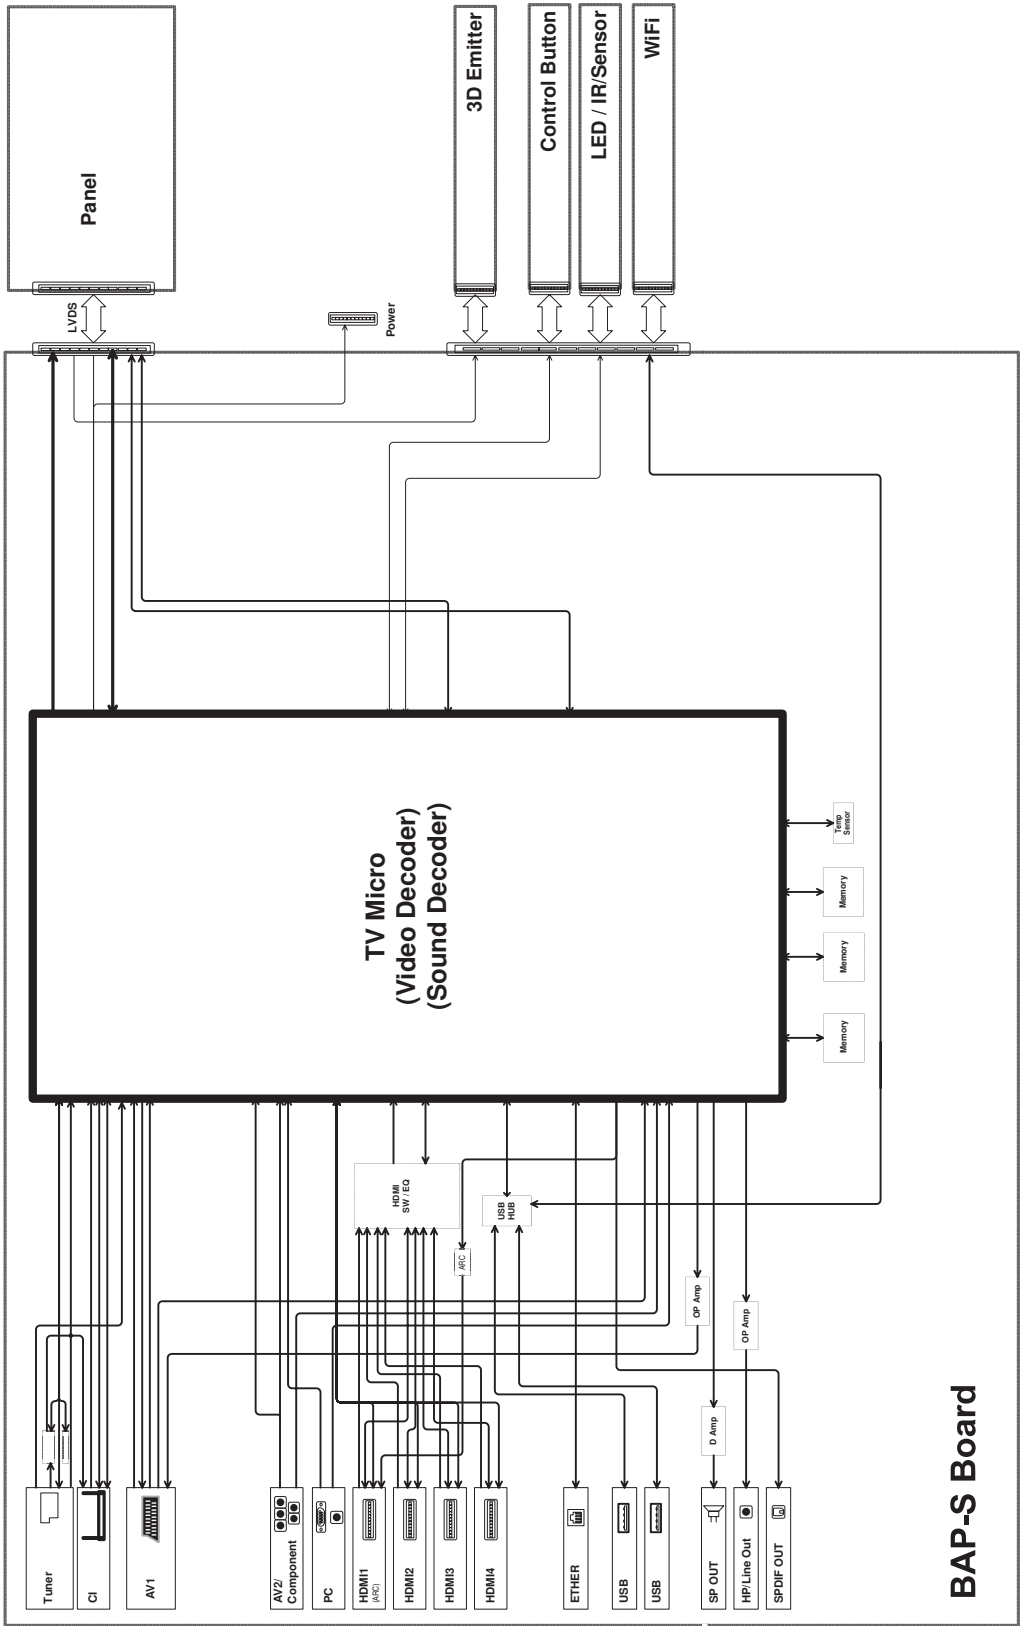 Panel
3D Emitter
Control Button
LED / IR/Sensor
WiFi
LVDS
Power
TV Micro
(Video Decoder)
(Sound Decoder)
Temp
Sensor
Memory
Memory
Memory
HDMI
SW / EQ
USB
HUB
ARC
OP Amp
OP Amp
D Amp
Tuner
CI
AV1
AV2/
Component
PC
HDMI1
(ARC)
HDMI2
HDMI3
HDMI4
ETHER
USB
USB
SP OUT
HP/Line Out
SPDIF OUT
BAP-S Board